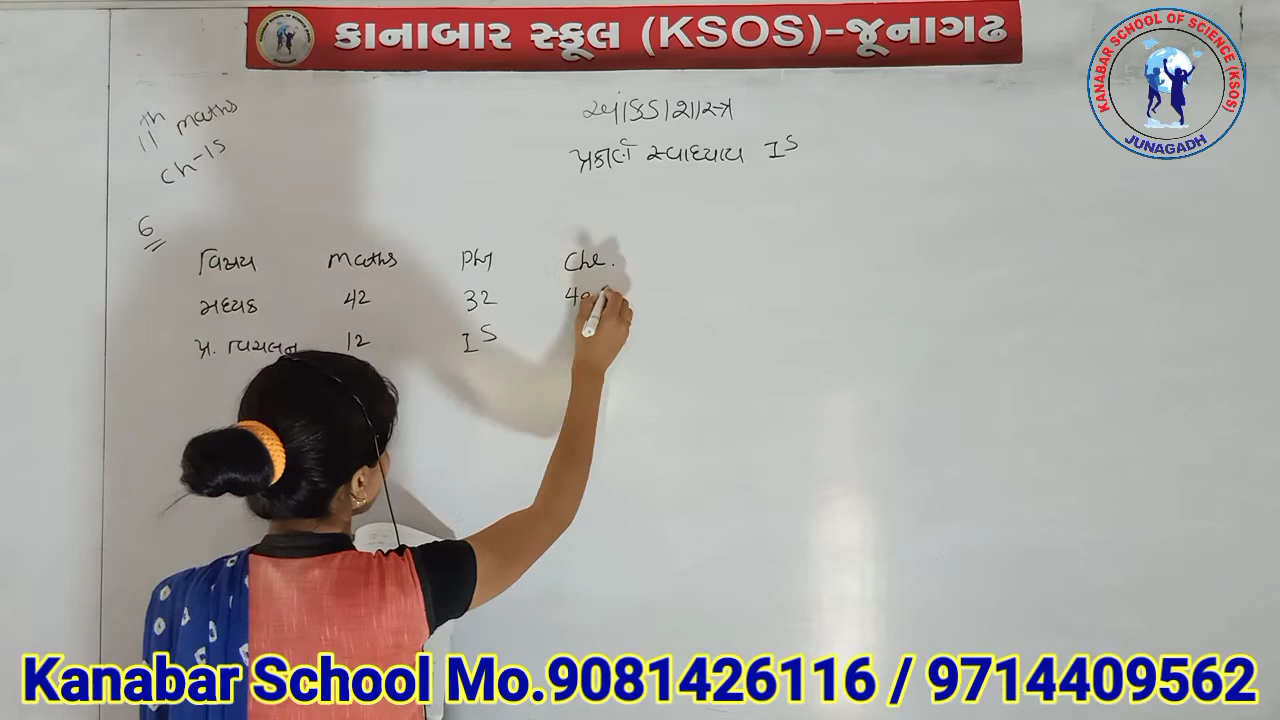 કાનાબાર સ્કૂલ (KSOS)-જૂનાગઢ
KANABAR SCHOOL OF SCIENCE (KSOS)
JUNAGADH
11th maths
ch-15
આંકડાશાસ્ત્ર
પ્રકીર્ણ સ્વાધ્યાય 15
6
વિષય maths Phy Che.
મધ્યક 42 32
પ્ર. વિચલન 12 15
Kanabar School Mo.9081426116 / 9714409562